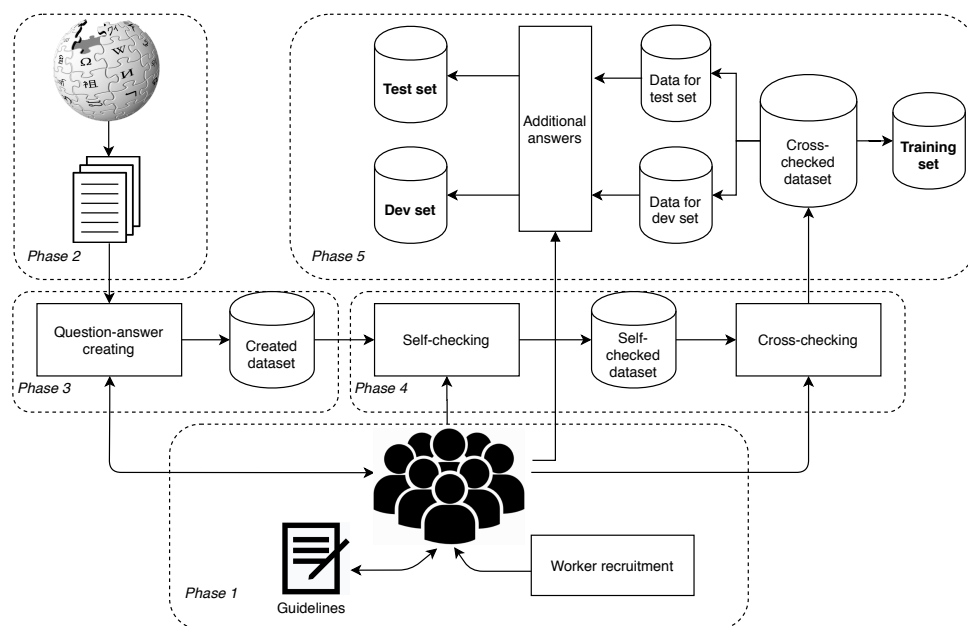 Phase 2
Test set
Dev set
Additional
answers
Data for
test set
Data for
dev set
Cross-
checked
dataset
Training
set
Phase 5
Question-answer
creating
Created
dataset
Phase 3
Self-checking
Self-
checked
dataset
Cross-checking
Phase 4
Guidelines
Worker recruitment
Phase 1